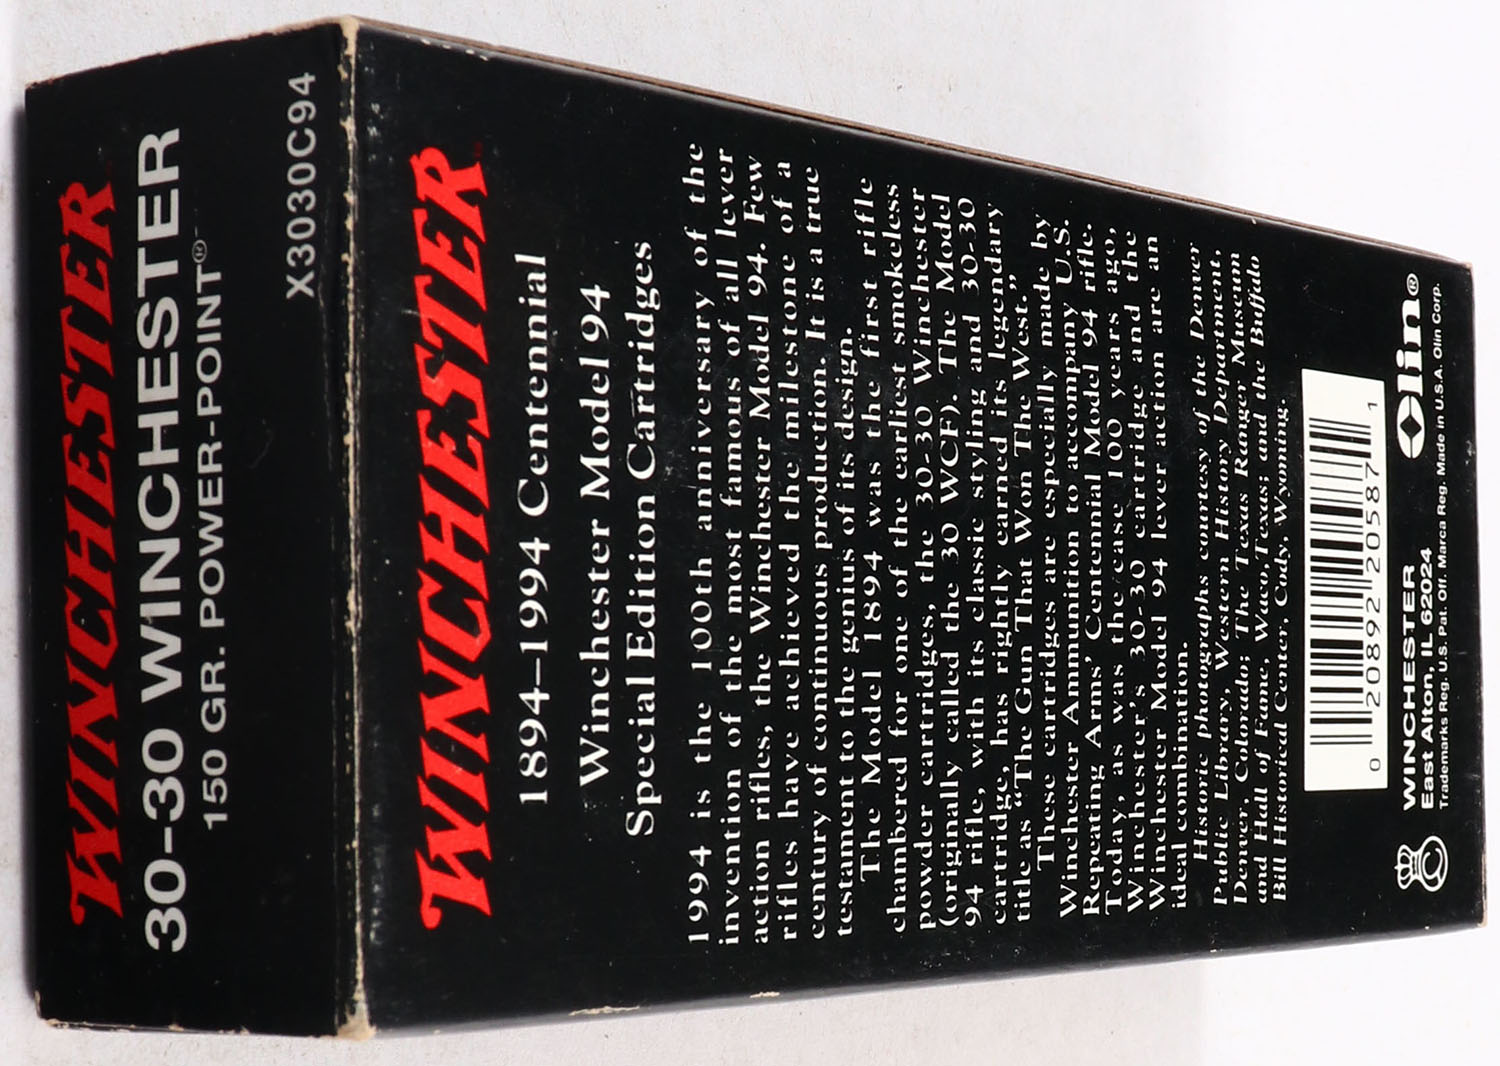 WINCHESTER
30-30 WINCHESTER
150 GR. POWER-POINT®
X3030C94
WINCHESTER
1894–1994 Centennial
Winchester Model 94
Special Edition Cartridges
1994 is the 100th anniversary of the
invention of the most famous of all lever
action rifles, the Winchester Model 94. Few
rifles have achieved the milestone of a
century of continuous production. It is a true
testament to the genius of its design.
The Model 1894 was the first rifle
chambered for one of the earliest smokeless
powder cartridges, the 30-30 Winchester
(originally called the 30 WCF). The Model
94 rifle, with its classic styling and 30-30
cartridge, has rightly earned its legendary
title as “The Gun That Won The West.”
These cartridges are especially made by
Winchester Ammunition to accompany U.S.
Repeating Arms’ Centennial Model 94 rifle.
Today, as was the case 100 years ago,
Winchester’s 30-30 cartridge and the
Winchester Model 94 lever action are an
ideal combination.
Historic photographs courtesy of the Denver
Public Library, Western History Department,
Denver, Colorado; The Texas Ranger Museum
and Hall of Fame, Waco, Texas; and the Buffalo
Bill Historical Center, Cody, Wyoming.
0 20892 20587 1
WINCHESTER
East Alton, IL 62024
Trademarks Reg. U.S. Pat. Off. Marca Reg. Made in U.S.A. Olin Corp.
Olin®